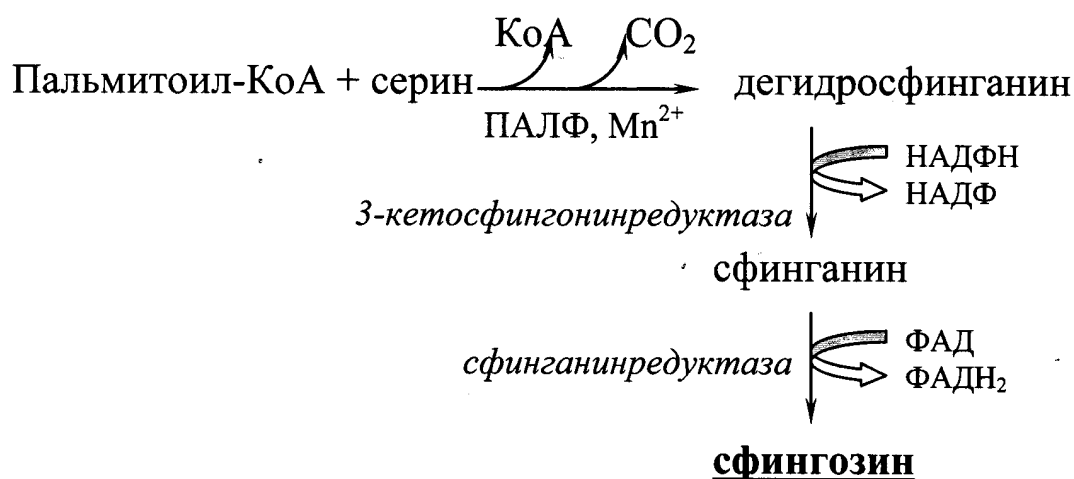 КоА CO₂
Пальмитоил-КоА + серин дегидросфинганин
ПАЛФ, Mn²⁺
НАДФН
НАДФ
3-кетосфингонинредуктаза
сфинганин
ФАД
сфинганинредуктаза
ФАДН₂
сфингозин